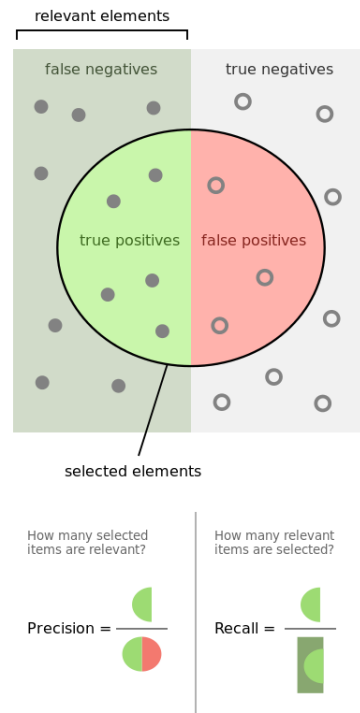 relevant elements
false negatives
true negatives
true positives
false positives
selected elements
How many selected
items are relevant?
How many relevant
items are selected?
Precision =
Recall =